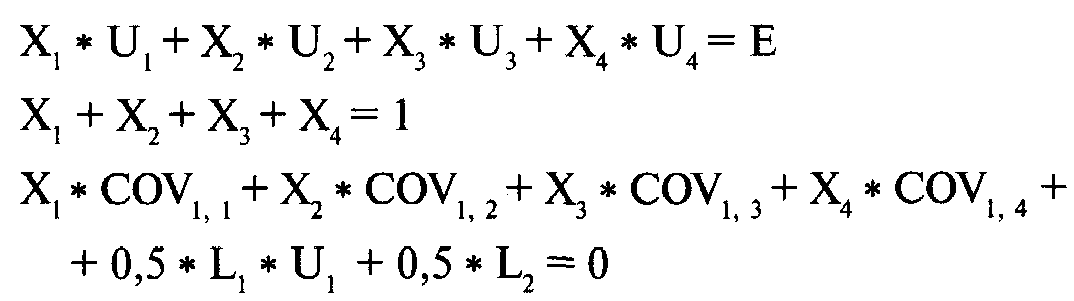 X₁ * U₁ + X₂ * U₂ + X₃ * U₃ + X₄ * U₄ = E
X₁ + X₂ + X₃ + X₄ = 1
X₁ * COV₁, ₁ + X₂ * COV₁, ₂ + X₃ * COV₁, ₃ + X₄ * COV₁, ₄ +
+ 0,5 * L₁ * U₁ + 0,5 * L₂ = 0